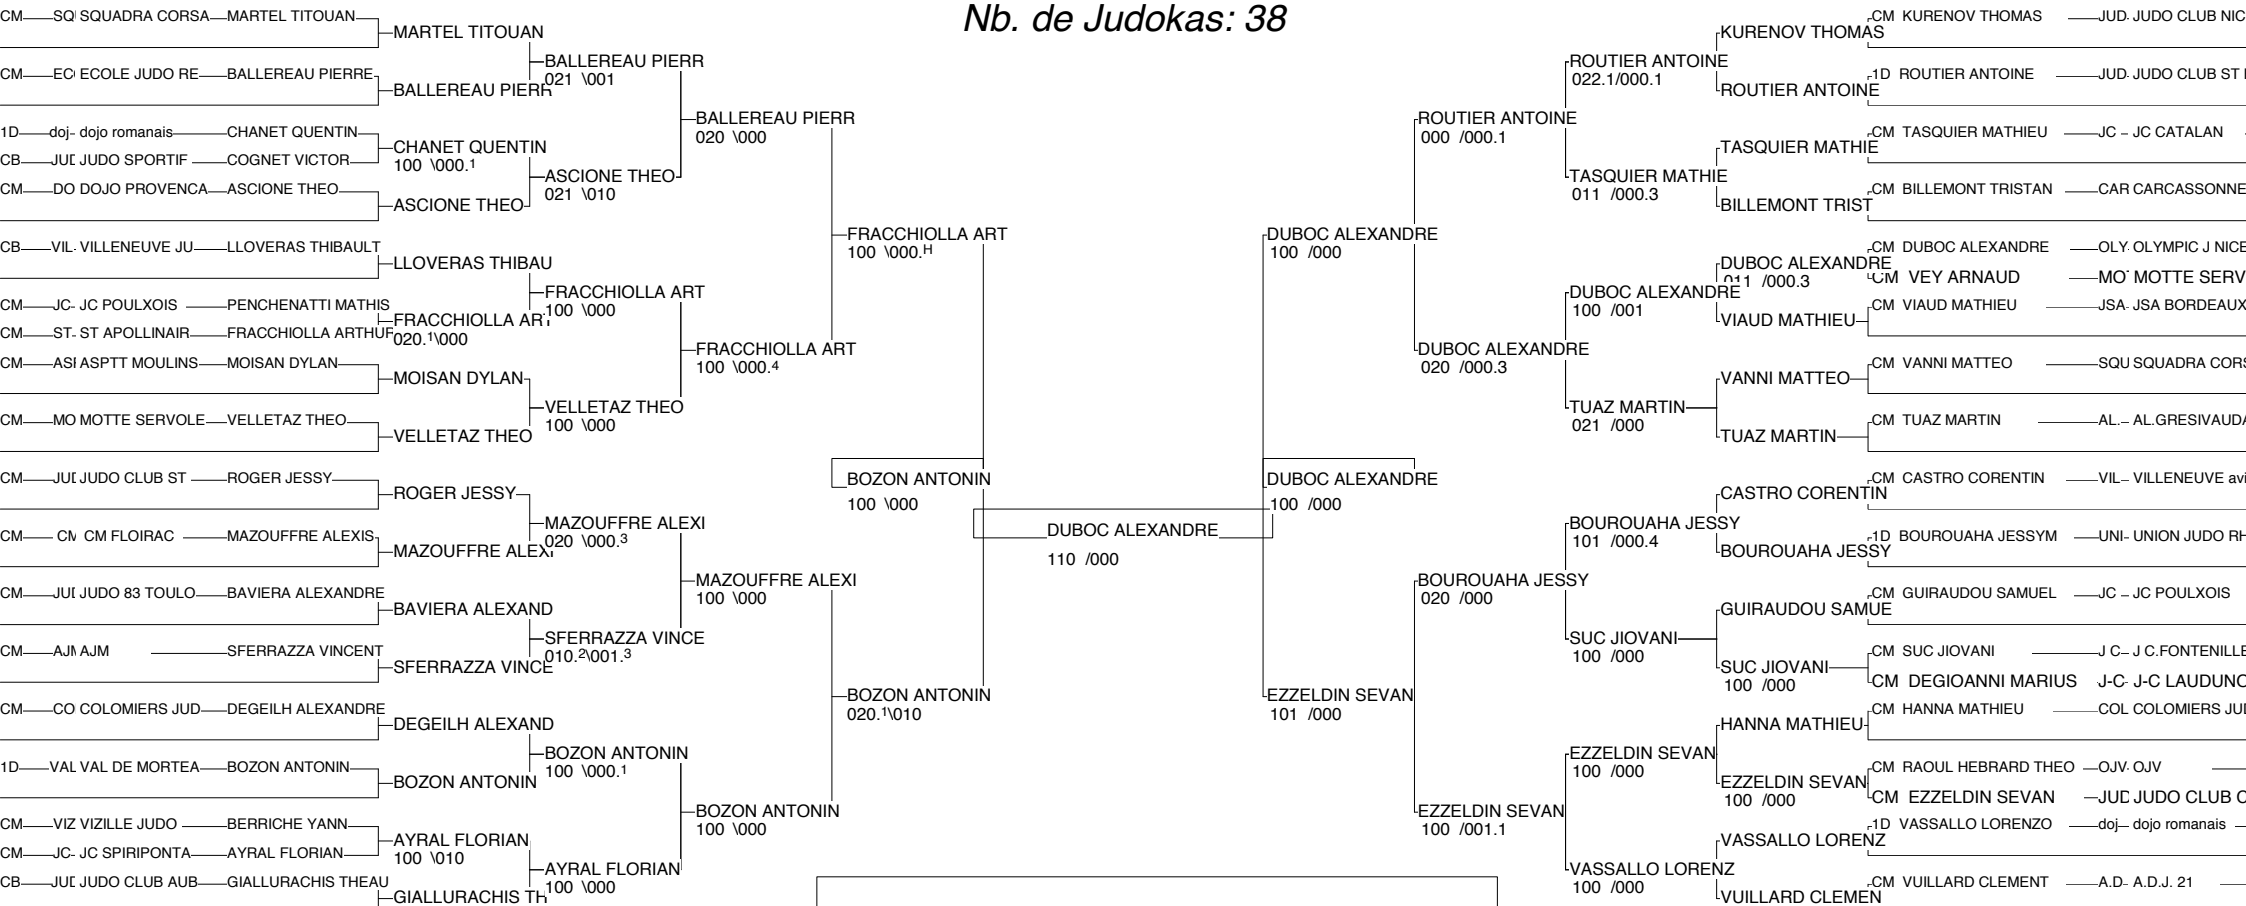 Nb. de Judokas: 38
CM SQ SQUADRA CORSA MARTEL TITOUAN
CM EC ECOLE JUDO RE BALLEREAU PIERRE
1D doj- dojo romanais CHANET QUENTIN
CB JUD JUDO SPORTIF COGNET VICTOR
CM DO DOJO PROVENCA ASCIONE THEO
CB VIL- VILLENEUVE JU LLOVERAS THIBAULT
CM JC- JC POULXOIS PENCHENATTI MATHIS
CM ST- ST APOLLINAIR FRACCHIOLLA ARTHUR
CM ASI ASPTT MOULINS MOISAN DYLAN
CM MO MOTTE SERVOLE VELLETAZ THEO
CM JUD JUDO CLUB ST ROGER JESSY
CM CM CM FLOIRAC MAZOUFFRE ALEXIS
CM JUD JUDO 83 TOULO BAVIERA ALEXANDRE
CM AJM AJM SFERRAZZA VINCENT
CM CO COLOMIERS JUD DEGEILH ALEXANDRE
1D VAL VAL DE MORTEA BOZON ANTONIN
CM VIZ VIZILLE JUDO BERRICHE YANN
CM JC- JC SPIRIPONTA AYRAL FLORIAN
CB JUD JUDO CLUB AUB GIALLURACHIS THEAU
MARTEL TITOUAN
BALLEREAU PIERR
CHANET QUENTIN
100 \000.1
ASCIONE THEO
LLOVERAS THIBAU
FRACCHIOLLA ART
020.1\000
MOISAN DYLAN
VELLETAZ THEO
ROGER JESSY
MAZOUFFRE ALEXI
BAVIERA ALEXAND
SFERRAZZA VINCE
DEGEILH ALEXAND
BOZON ANTONIN
AYRAL FLORIAN
100 \010
GIALLURACHIS TH
BALLEREAU PIERR
021 \001
ASCIONE THEO
021 \010
FRACCHIOLLA ART
100 \000
VELLETAZ THEO
100 \000
MAZOUFFRE ALEXI
020 \000.3
SFERRAZZA VINCE
010.2\001.3
BOZON ANTONIN
100 \000.1
AYRAL FLORIAN
100 \000
BALLEREAU PIERR
020 \000
FRACCHIOLLA ART
100 \000.4
MAZOUFFRE ALEXI
100 \000
BOZON ANTONIN
100 \000
FRACCHIOLLA ART
100 \000.H
BOZON ANTONIN
100 \000
BOZON ANTONIN
020.1\010
DUBOC ALEXANDRE
110 /000
DUBOC ALEXANDRE
100 /000
DUBOC ALEXANDRE
100 /000
EZZELDIN SEVAN
101 /000
ROUTIER ANTOINE
000 /000.1
DUBOC ALEXANDRE
020 /000.3
BOUROUAHA JESSY
020 /000
EZZELDIN SEVAN
100 /001.1
ROUTIER ANTOINE
022.1/000.1
TASQUIER MATHIE
011 /000.3
DUBOC ALEXANDRE
100 /001
TUAZ MARTIN
021 /000
BOUROUAHA JESSY
101 /000.4
SUC JIOVANI
100 /000
EZZELDIN SEVAN
100 /000
VASSALLO LORENZ
100 /000
KURENOV THOMAS
ROUTIER ANTOINE
TASQUIER MATHIE
BILLEMONT TRIST
DUBOC ALEXANDRE
011 /000.3
VIAUD MATHIEU
VANNI MATTEO
TUAZ MARTIN
CASTRO CORENTIN
BOUROUAHA JESSY
GUIRAUDOU SAMUE
SUC JIOVANI
100 /000
HANNA MATHIEU
EZZELDIN SEVAN
100 /000
VASSALLO LORENZ
VUILLARD CLEMEN
CM KURENOV THOMAS JUD- JUDO CLUB NIC
1D ROUTIER ANTOINE JUD- JUDO CLUB ST
CM TASQUIER MATHIEU JC - JC CATALAN
CM BILLEMONT TRISTAN CAR CARCASSONNE
CM DUBOC ALEXANDRE OLY- OLYMPIC J NICE
CM VEY ARNAUD MOT MOTTE SERV
CM VIAUD MATHIEU JSA- JSA BORDEAUX
CM VANNI MATTEO SQU SQUADRA CORS
CM TUAZ MARTIN AL.- AL.GRESIVAUDA
CM CASTRO CORENTIN VIL- VILLENEUVE avi
1D BOUROUAHA JESSYM UNI- UNION JUDO RH
CM GUIRAUDOU SAMUEL JC - JC POULXOIS
CM SUC JIOVANI J C- J C.FONTENILLE
CM DEGIOANNI MARIUS J-C- J-C LAUDUNO
CM HANNA MATHIEU COL COLOMIERS JUD
CM RAOUL HEBRARD THEO OJV- OJV
CM EZZELDIN SEVAN JUD JUDO CLUB C
1D VASSALLO LORENZO doj- dojo romanais
CM VUILLARD CLEMENT A.D- A.D.J. 21